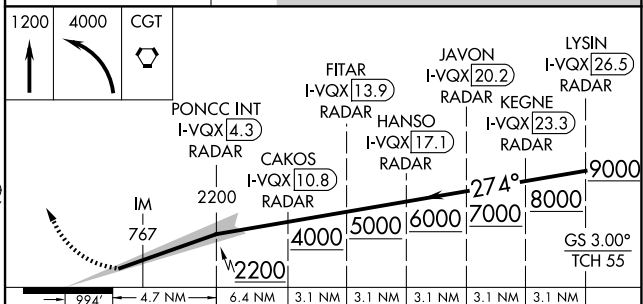 1200
4000
CGT
LYSIN
I-VQX 26.5
RADAR
JAVON
I-VQX 20.2
RADAR
FITAR
I-VQX 13.9
RADAR
KEGNE
I-VQX 23.3
RADAR
PONCC INT
I-VQX 4.3
RADAR
HANSO
I-VQX 17.1
RADAR
CAKOS
I-VQX 10.8
RADAR
IM
767
2200
2200
4000
5000
6000
274°
7000
8000
9000
GS 3.00°
TCH 55
994'
4.7 NM
6.4 NM
3.1 NM
3.1 NM
3.1 NM
3.1 NM
3.1 NM